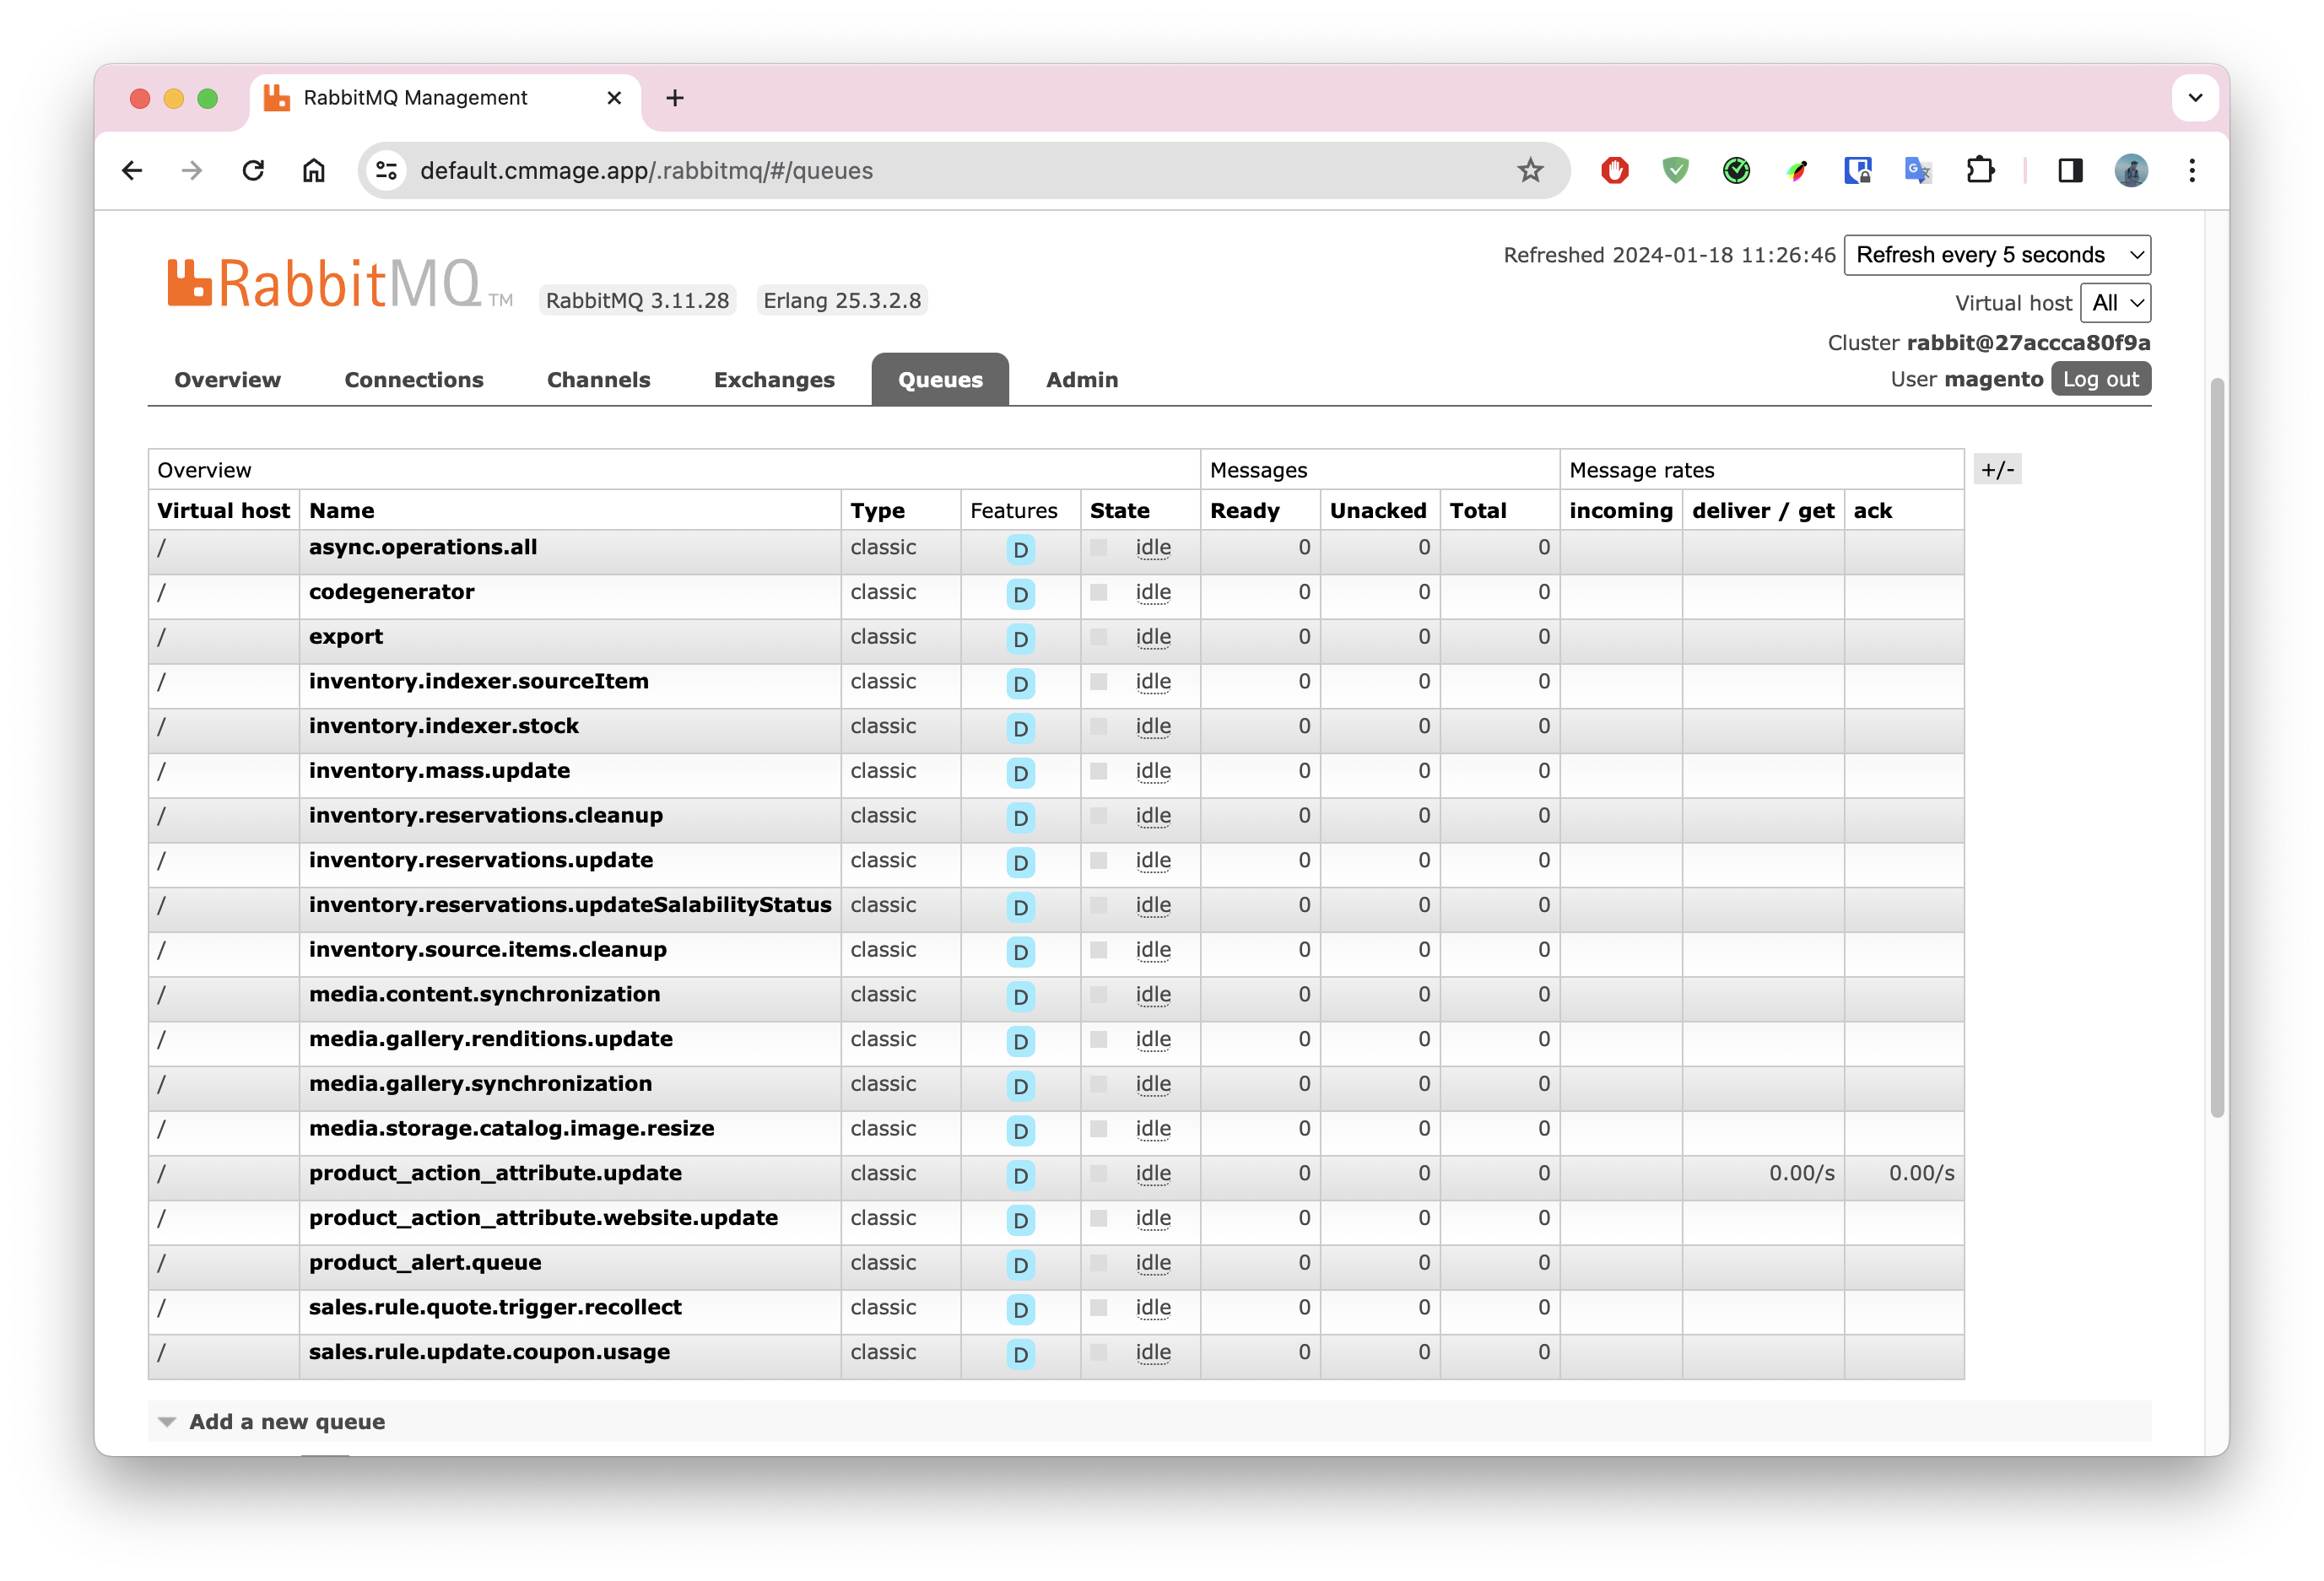 RabbitMQ Management
default.cmmage.app/.rabbitmq/#/queues
Refreshed 2024-01-18 11:26:46 Refresh every 5 seconds
RabbitMQ TM RabbitMQ 3.11.28 Erlang 25.3.2.8
Virtual host All
Cluster rabbit@27accca80f9a
Overview Connections Channels Exchanges Queues Admin
User magento Log out
Overview Messages Message rates +/-
Virtual host Name Type Features State Ready Unacked Total incoming deliver / get ack
/ async.operations.all classic D idle 0 0 0
/ codegenerator classic D idle 0 0 0
/ export classic D idle 0 0 0
/ inventory.indexer.sourceItem classic D idle 0 0 0
/ inventory.indexer.stock classic D idle 0 0 0
/ inventory.mass.update classic D idle 0 0 0
/ inventory.reservations.cleanup classic D idle 0 0 0
/ inventory.reservations.update classic D idle 0 0 0
/ inventory.reservations.updateSalabilityStatus classic D idle 0 0 0
/ inventory.source.items.cleanup classic D idle 0 0 0
/ media.content.synchronization classic D idle 0 0 0
/ media.gallery.renditions.update classic D idle 0 0 0
/ media.gallery.synchronization classic D idle 0 0 0
/ media.storage.catalog.image.resize classic D idle 0 0 0
/ product_action_attribute.update classic D idle 0 0 0 0.00/s 0.00/s
/ product_action_attribute.website.update classic D idle 0 0 0
/ product_alert.queue classic D idle 0 0 0
/ sales.rule.quote.trigger.recollect classic D idle 0 0 0
/ sales.rule.update.coupon.usage classic D idle 0 0 0
Add a new queue